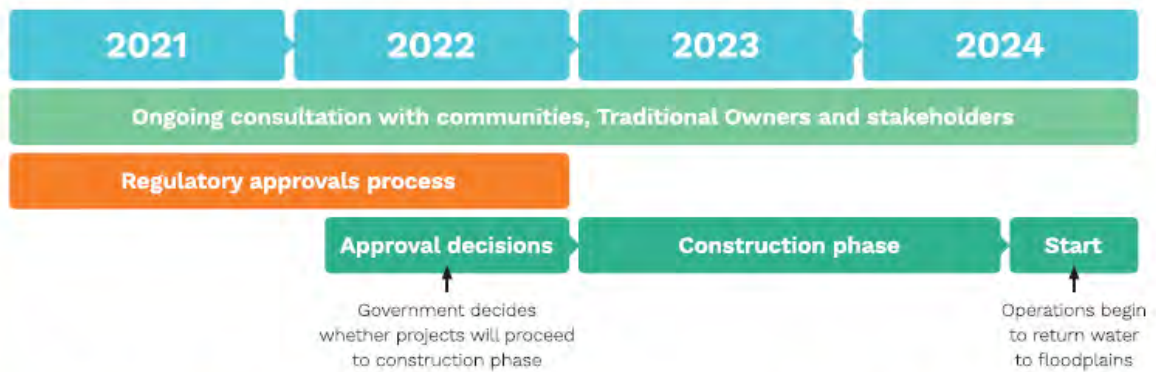 2021 2022 2023 2024
Ongoing consultation with communities, Traditional Owners and stakeholders
Regulatory approvals process
Approval decisions Construction phase Start
Government decides
whether projects will proceed
to construction phase
Operations begin
to return water
to floodplains